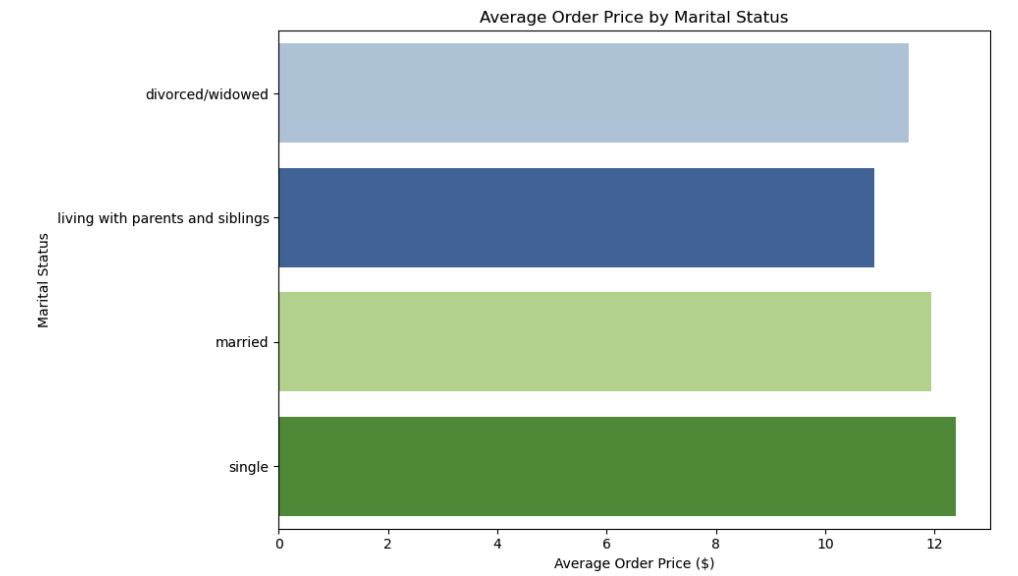 Average Order Price by Marital Status
divorced/widowed
living with parents and siblings
married
single
Marital Status
0 2 4 6 8 10 12
Average Order Price ($)